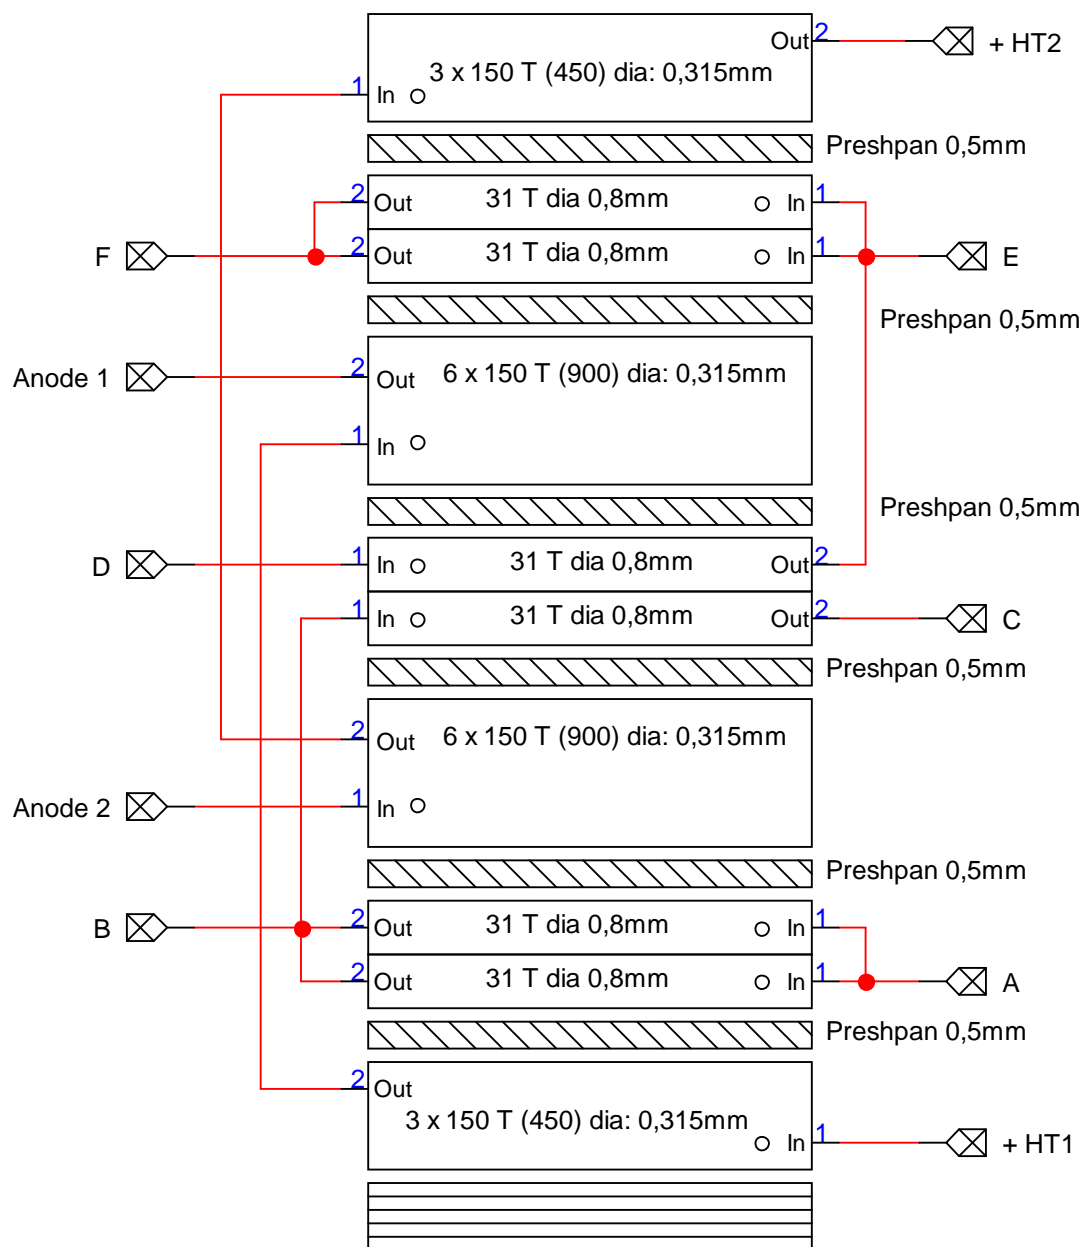 Out 2 + HT2
3 x 150 T (450) dia: 0,315mm
1 In
Preshpan 0,5mm
2 Out 31 T dia 0,8mm In 1
F 2 Out 31 T dia 0,8mm In 1 E
Preshpan 0,5mm
Anode 1 2 Out 6 x 150 T (900) dia: 0,315mm
1 In
Preshpan 0,5mm
D 1 In 31 T dia 0,8mm Out 2
1 In 31 T dia 0,8mm Out 2 C
Preshpan 0,5mm
2 Out 6 x 150 T (900) dia: 0,315mm
Anode 2 1 In
Preshpan 0,5mm
B 2 Out 31 T dia 0,8mm In 1
2 Out 31 T dia 0,8mm In 1 A
Preshpan 0,5mm
2 Out
3 x 150 T (450) dia: 0,315mm
In 1 + HT1